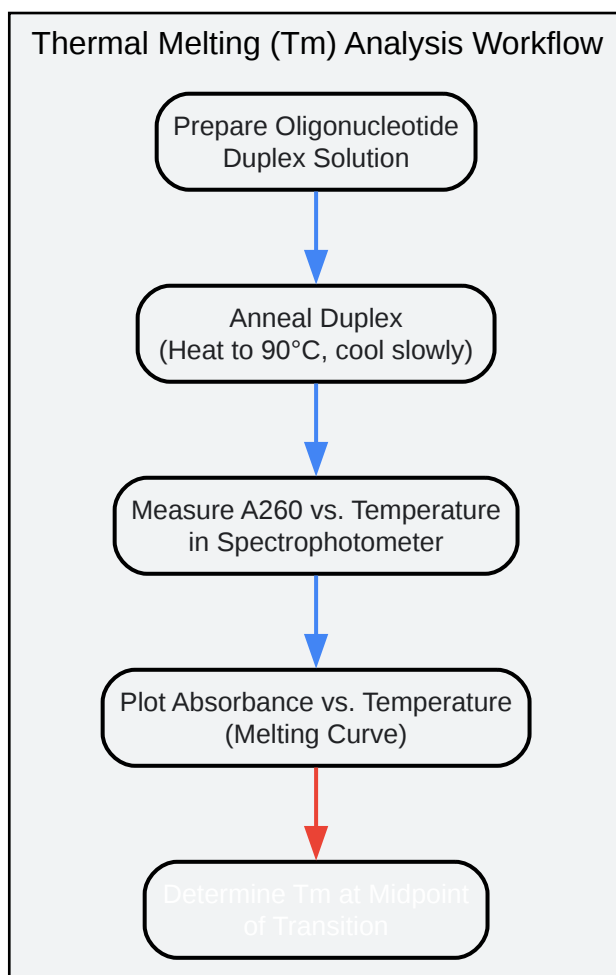 Thermal Melting (Tm) Analysis Workflow
Prepare Oligonucleotide
Duplex Solution
Anneal Duplex
(Heat to 90°C, cool slowly)
Measure A260 vs. Temperature
in Spectrophotometer
Plot Absorbance vs. Temperature
(Melting Curve)
Determine Tm at Midpoint
of Transition